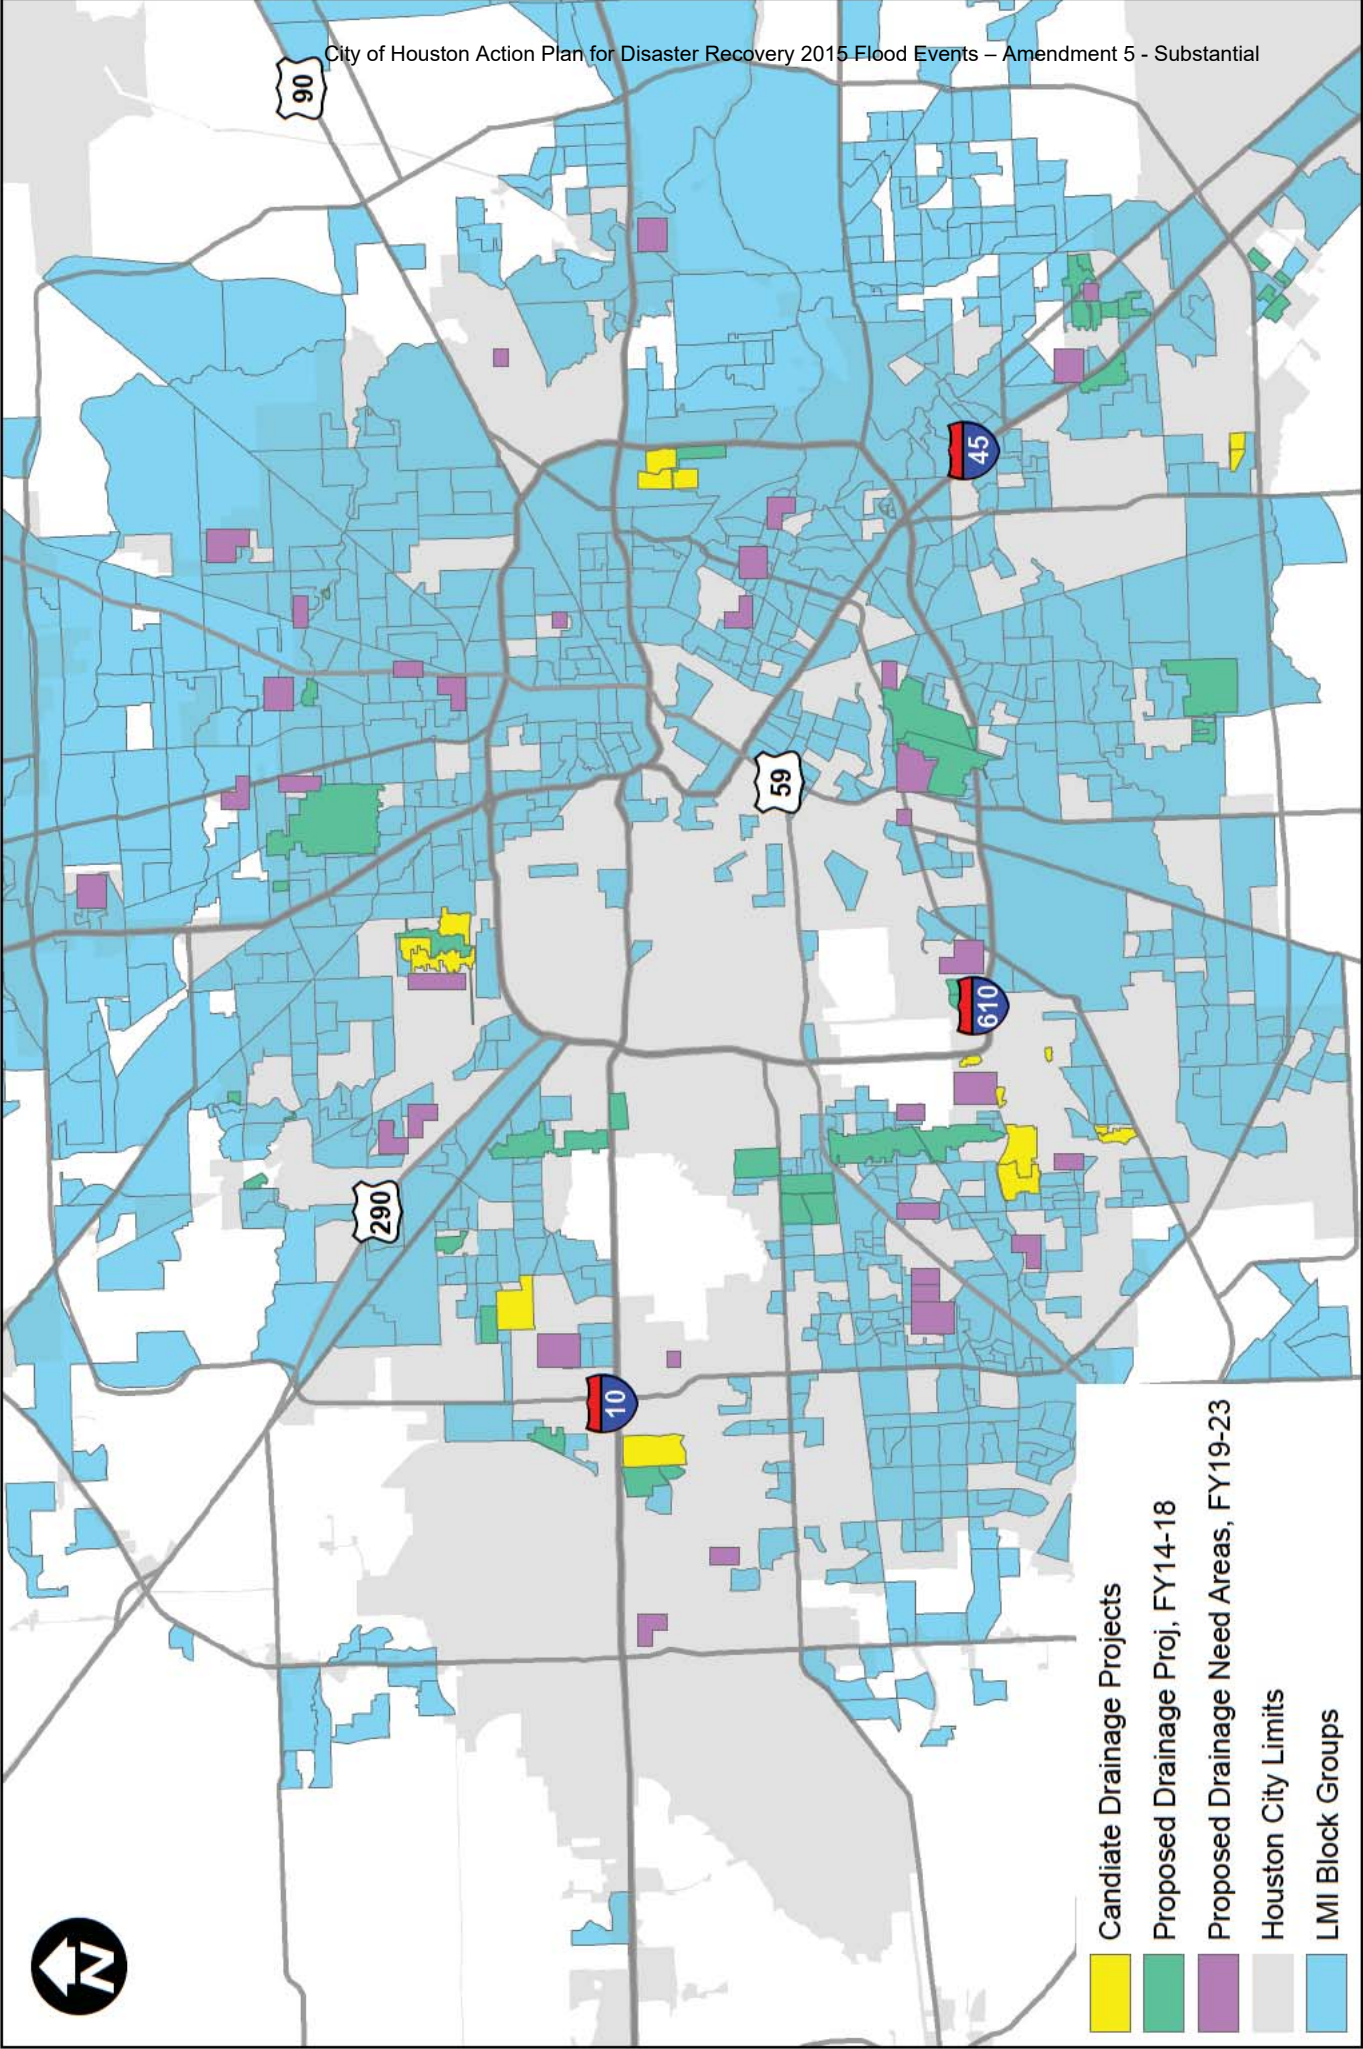 City of Houston Action Plan for Disaster Recovery 2015 Flood Events – Amendment 5 - Substantial
90
45
59
610
290
10
N
Candiate Drainage Projects
Proposed Drainage Proj, FY14-18
Proposed Drainage Need Areas, FY19-23
Houston City Limits
LMI Block Groups